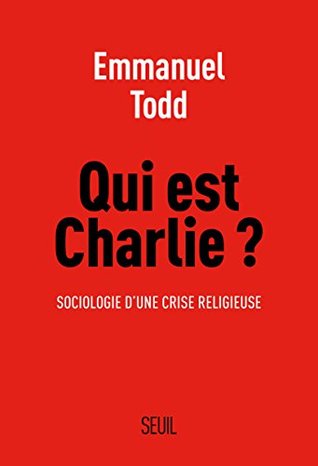 Emmanuel
Todd
Qui est
Charlie ?
SOCIOLOGIE D'UNE CRISE RELIGIEUSE
SEUIL